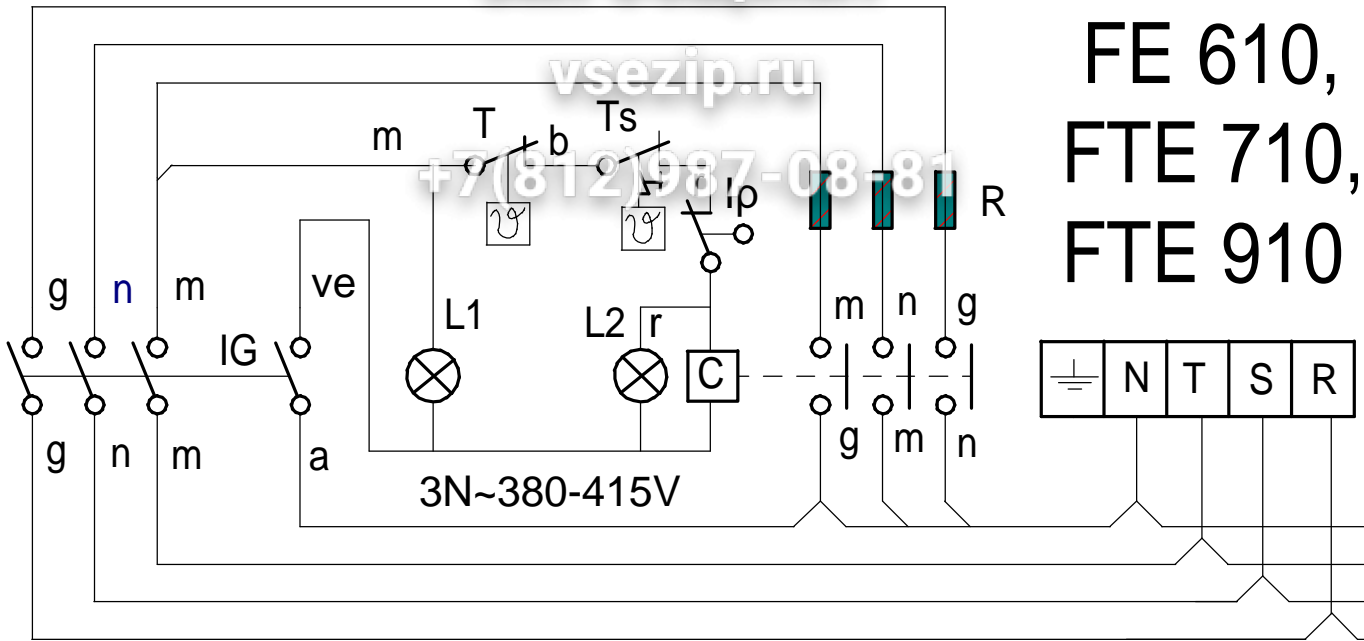 vsezip.ru
+7(812)987-08-81
FE 610,
FTE 710,
FTE 910
m T b Ts
Ip
R
g n m ve
L1 L2 r
m n g
IG
C
N T S R
g n m a
g m n
3N~380-415V